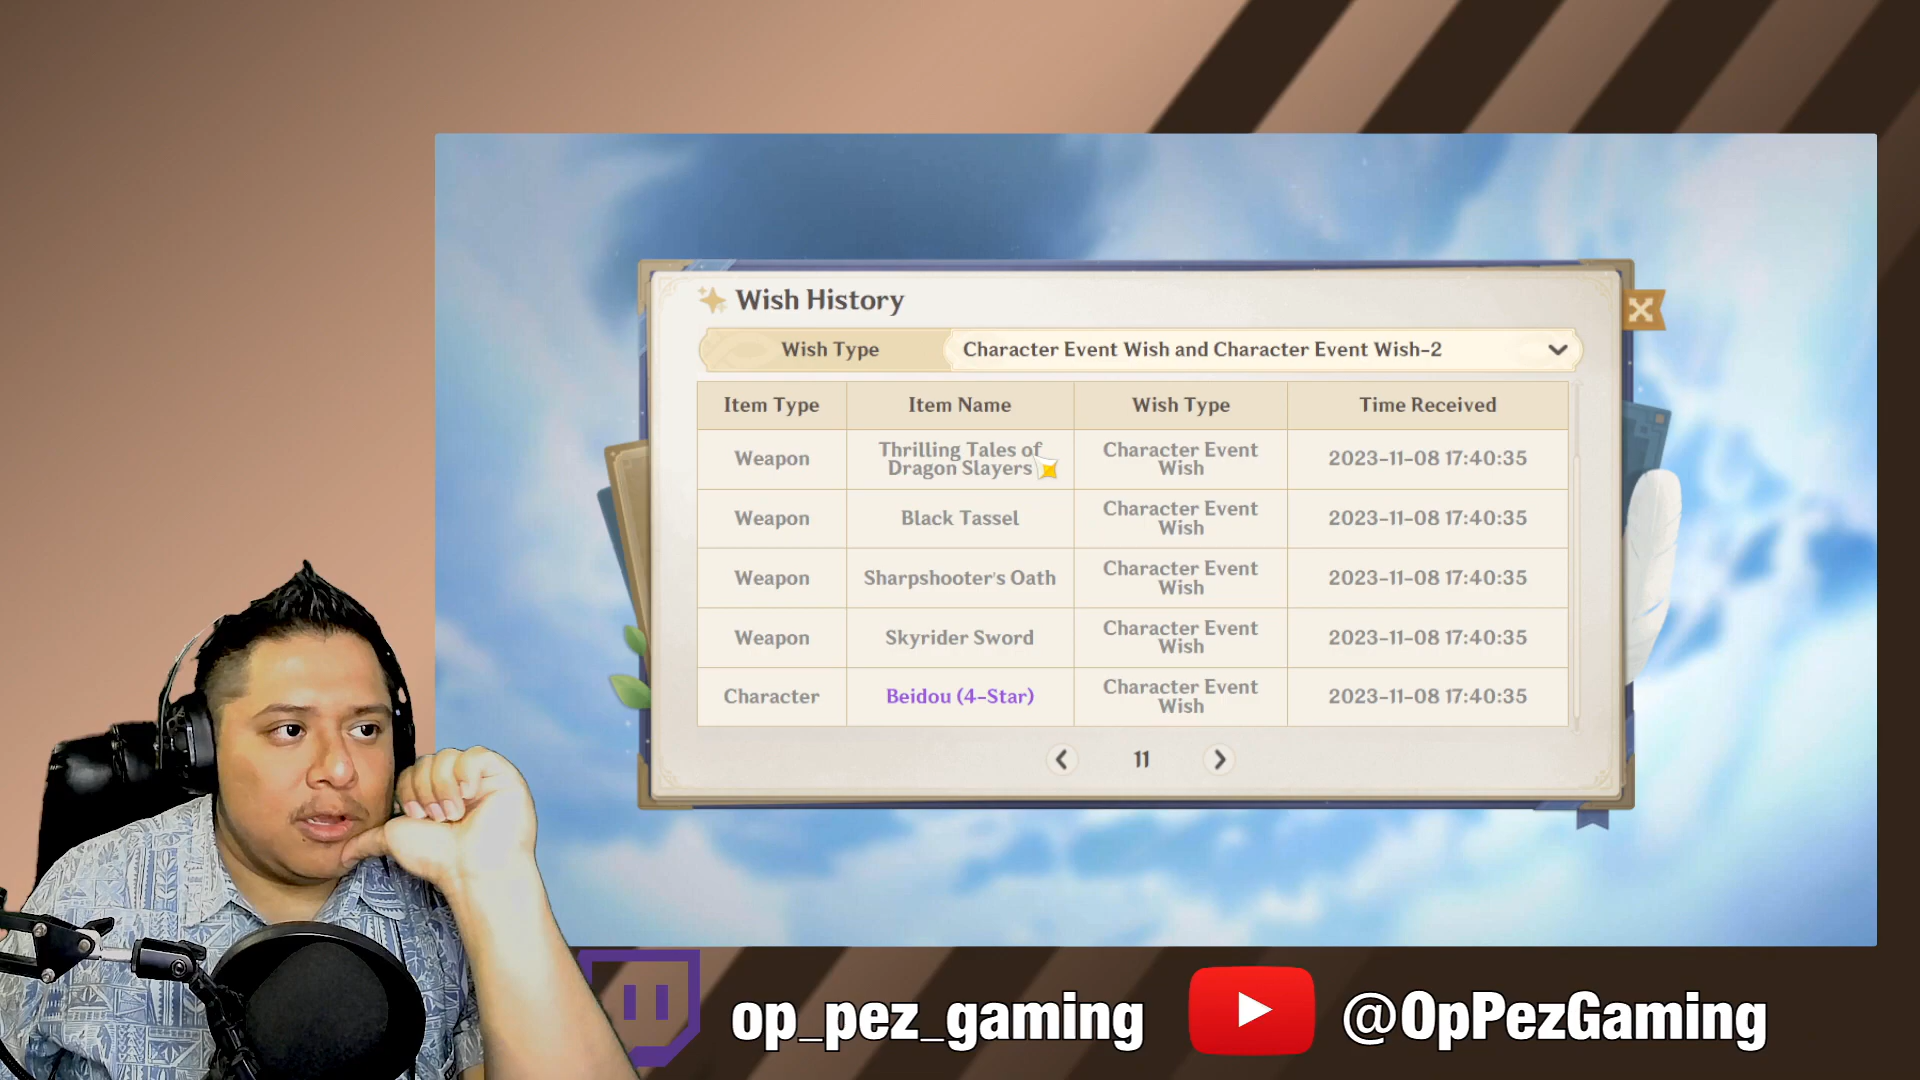 Wish History
Wish Type
Character Event Wish and Character Event Wish-2
Item Type
Item Name
Wish Type
Time Received
Weapon
Thrilling Tales of
Dragon Slayers
Character Event
Wish
2023-11-08 17:40:35
Weapon
Black Tassel
Character Event
Wish
2023-11-08 17:40:35
Weapon
Sharpshooter's Oath
Character Event
Wish
2023-11-08 17:40:35
Weapon
Skyrider Sword
Character Event
Wish
2023-11-08 17:40:35
Character
Beidou (4-Star)
Character Event
Wish
2023-11-08 17:40:35
11
op_pez_gaming
@OpPezGaming